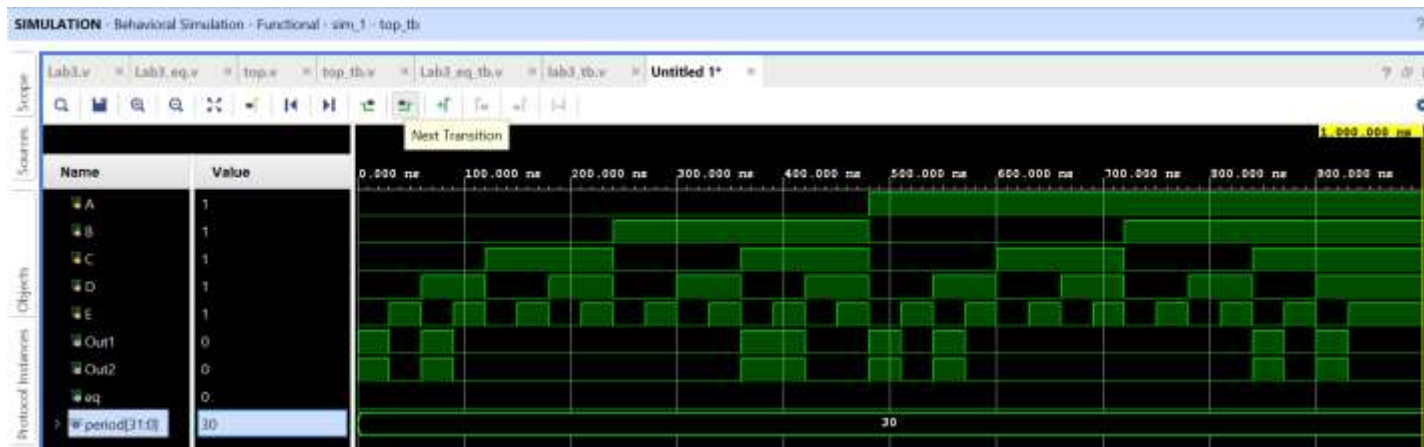 SIMULATION - Behavioral Simulation - Functional - sim_1 - top_tb
Lab3.v Lab3_eq.v top.v top_tb.v Lab3_eq_tb.v lab3_tb.v Untitled 1*
Next Transition
1,000.000 ns
Name Value 0.000 ns 100.000 ns 200.000 ns 300.000 ns 400.000 ns 500.000 ns 600.000 ns 700.000 ns 800.000 ns 900.000 ns
A 1
B 1
C 1
D 1
E 1
Out1 0
Out2 0
eq 0
period[31:0] 30 30
Scope
Sources
Objects
Protocol Instances